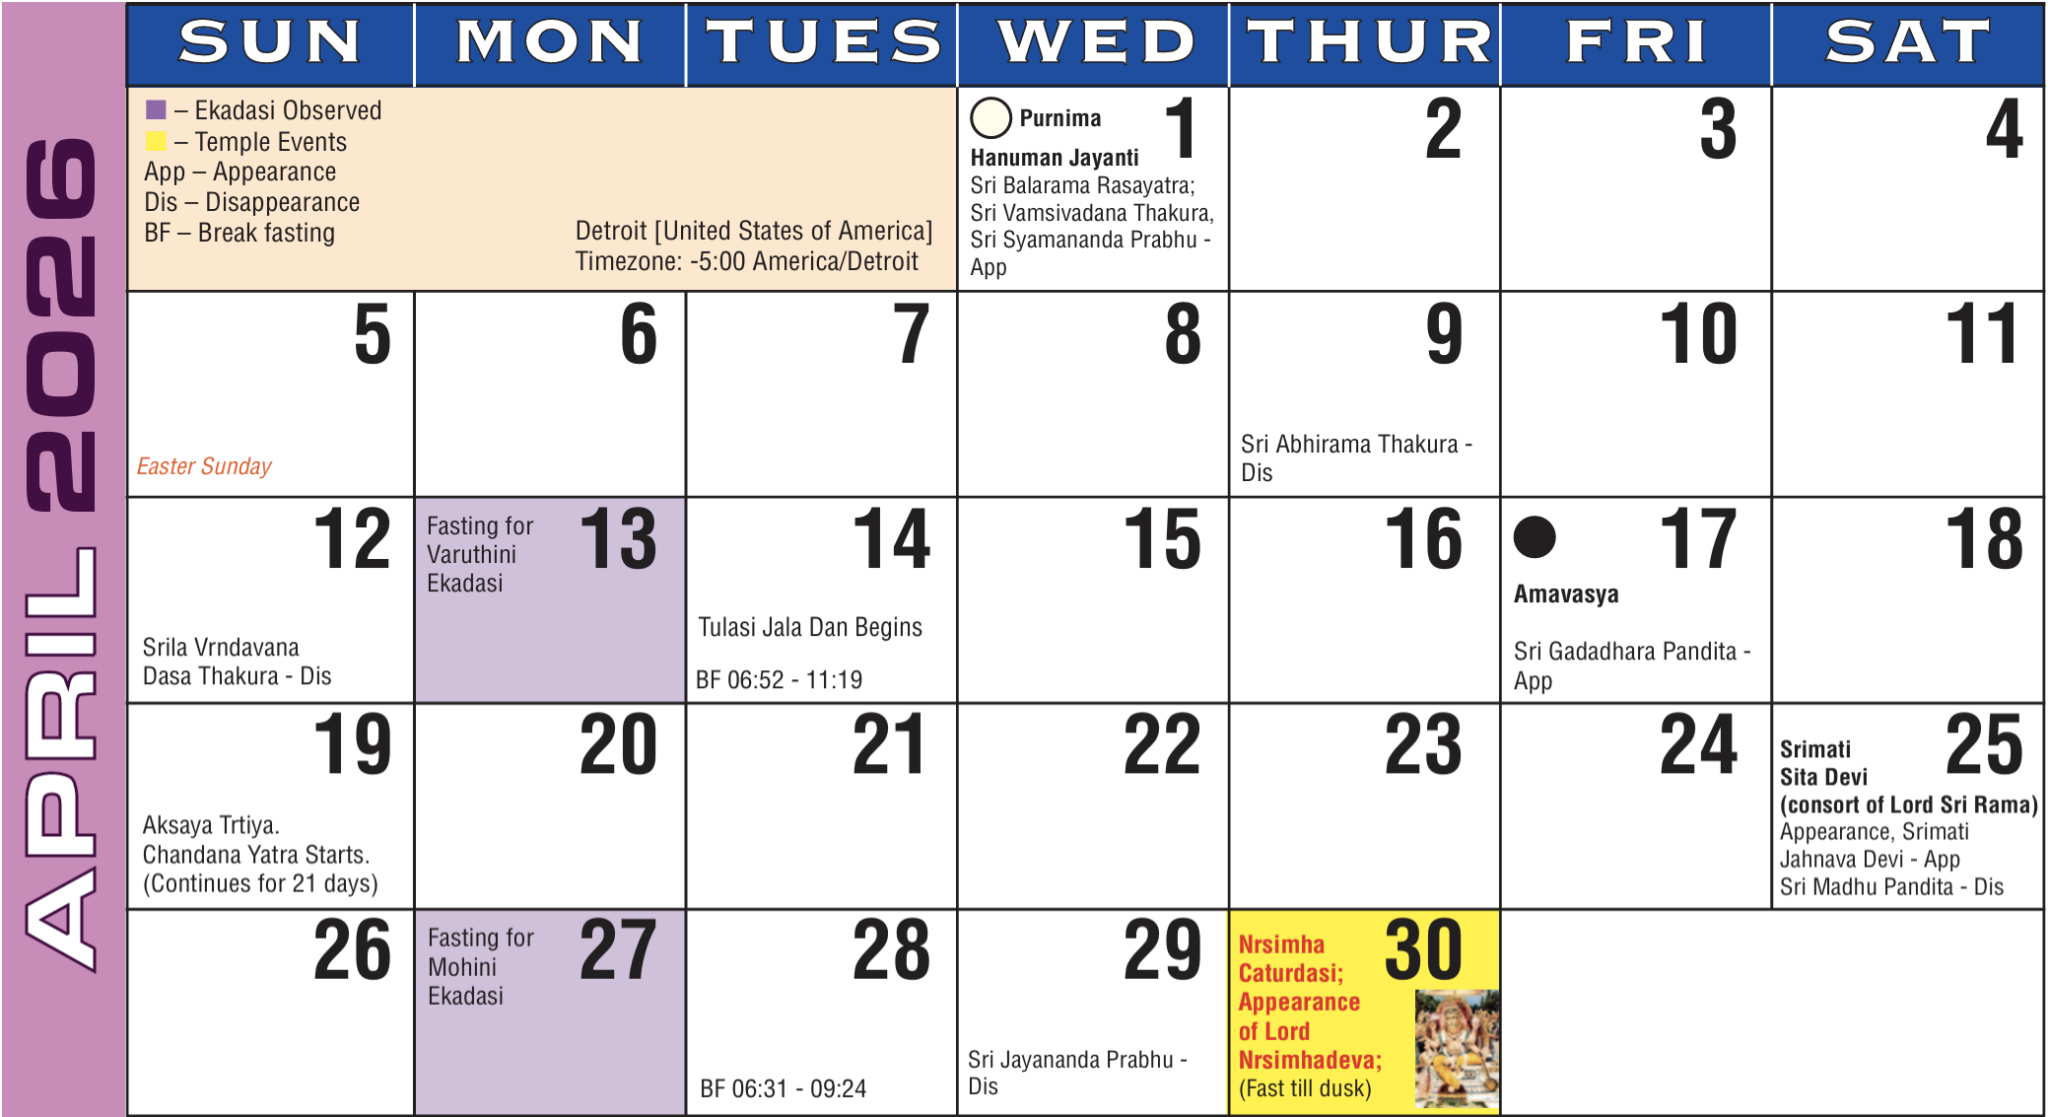 APRIL 2026
SUN MON TUES WED THUR FRI SAT
– Ekadasi Observed
– Temple Events
App – Appearance
Dis – Disappearance
BF – Break fasting
Detroit [United States of America]
Timezone: -5:00 America/Detroit
Purnima 1
Hanuman Jayanti
Sri Balarama Rasayatra;
Sri Vamsivadana Thakura,
Sri Syamananda Prabhu -
App
2
3
4
5
Easter Sunday
6
7
8
9
Sri Abhirama Thakura -
Dis
10
11
12
Srila Vrndavana
Dasa Thakura - Dis
Fasting for 13
Varuthini
Ekadasi
14
Tulasi Jala Dan Begins
BF 06:52 - 11:19
15
16
17
Amavasya
Sri Gadadhara Pandita -
App
18
19
Aksaya Trtiya.
Chandana Yatra Starts.
(Continues for 21 days)
20
21
22
23
24
Srimati 25
Sita Devi
(consort of Lord Sri Rama)
Appearance, Srimati
Jahnava Devi - App
Sri Madhu Pandita - Dis
26
Fasting for 27
Mohini
Ekadasi
28
BF 06:31 - 09:24
29
Sri Jayananda Prabhu -
Dis
Nrsimha 30
Caturdasi;
Appearance
of Lord
Nrsimhadeva;
(Fast till dusk)